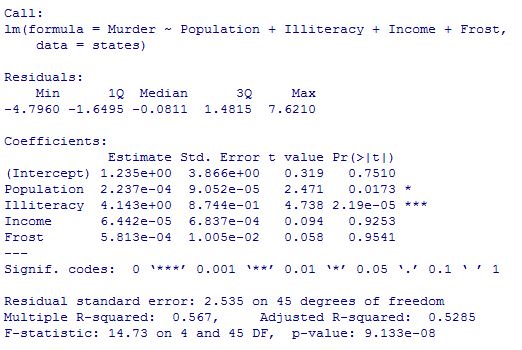 Call:
lm(formula = Murder ~ Population + Illiteracy + Income + Frost,
    data = states)
Residuals:
    Min      1Q  Median      3Q     Max
-4.7960 -1.6495 -0.0811  1.4815  7.6210
Coefficients:
             Estimate Std. Error t value Pr(>|t|)
(Intercept) 1.235e+00  3.866e+00   0.319   0.7510
Population  2.237e-04  9.052e-05   2.471   0.0173 *
Illiteracy  4.143e+00  8.744e-01   4.738 2.19e-05 ***
Income      6.442e-05  6.837e-04   0.094   0.9253
Frost       5.813e-04  1.005e-02   0.058   0.9541
---
Signif. codes:  0 ‘***’ 0.001 ‘**’ 0.01 ‘*’ 0.05 ‘.’ 0.1 ‘ ’ 1
Residual standard error: 2.535 on 45 degrees of freedom
Multiple R-squared:  0.567,     Adjusted R-squared:  0.5285
F-statistic: 14.73 on 4 and 45 DF,  p-value: 9.133e-08